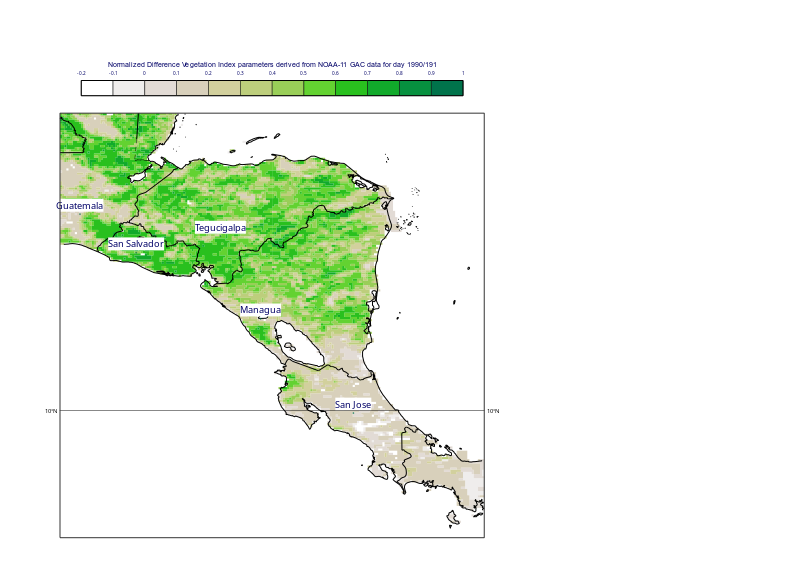 Normalized Difference Vegetation Index parameters derived from NOAA-11 GAC data for day 1990/191
-0.2 -0.1 0 0.1 0.2 0.3 0.4 0.5 0.6 0.7 0.8 0.9 1
Guatemala
Tegucigalpa
San Salvador
Managua
San Jose
10°N 10°N